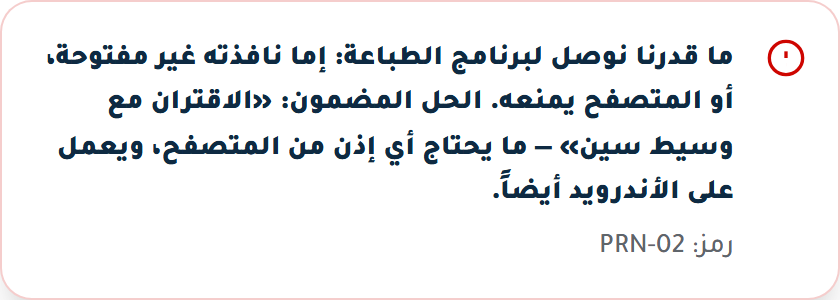 ما قدرنا نوصل لبرنامج الطباعة: إما نافذته غير مفتوحة،
أو المتصفح يمنعه. الحل المضمون: «الاقتران مع
وسيط سين» — ما يحتاج أي إذن من المتصفح، ويعمل
على الأندرويد أيضاً.
رمز: PRN-02